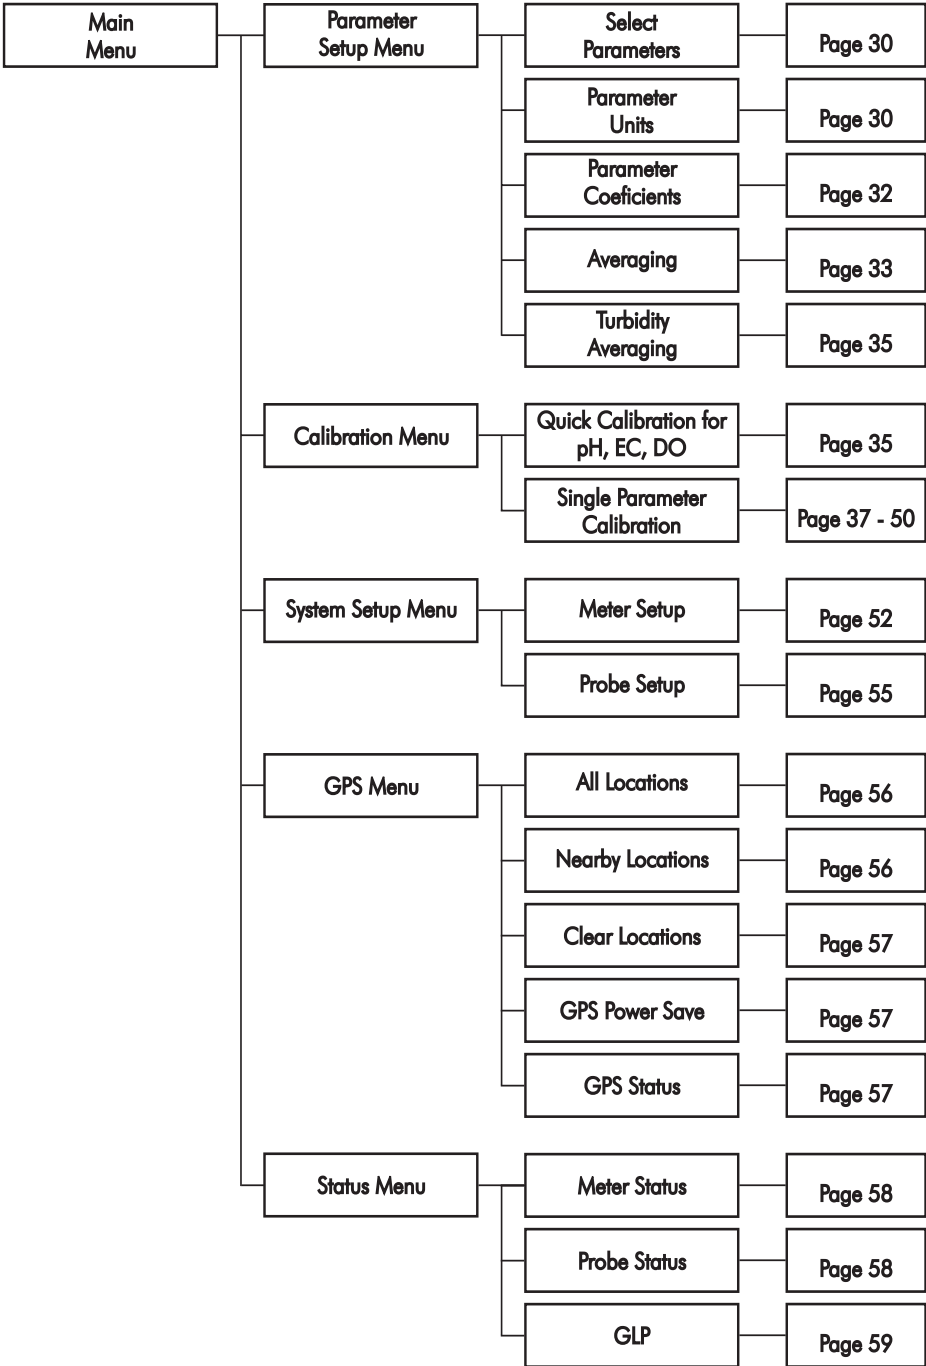 Main
Menu
Parameter
Setup Menu
Select
Parameters
Page 30
Parameter
Units
Page 30
Parameter
Coeficients
Page 32
Averaging
Page 33
Turbidity
Averaging
Page 35
Calibration Menu
Quick Calibration for
pH, EC, DO
Page 35
Single Parameter
Calibration
Page 37 - 50
System Setup Menu
Meter Setup
Page 52
Probe Setup
Page 55
GPS Menu
All Locations
Page 56
Nearby Locations
Page 56
Clear Locations
Page 57
GPS Power Save
Page 57
GPS Status
Page 57
Status Menu
Meter Status
Page 58
Probe Status
Page 58
GLP
Page 59